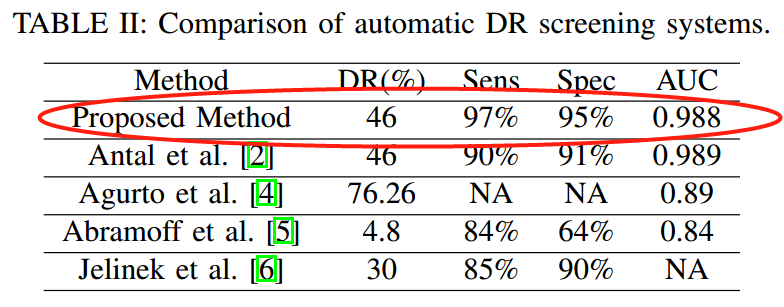 TABLE II: Comparison of automatic DR screening systems.
Method DR(%) Sens Spec AUC
Proposed Method 46 97% 95% 0.988
Antal et al. [2] 46 90% 91% 0.989
Agurto et al. [4] 76.26 NA NA 0.89
Abramoff et al. [5] 4.8 84% 64% 0.84
Jelinek et al. [6] 30 85% 90% NA